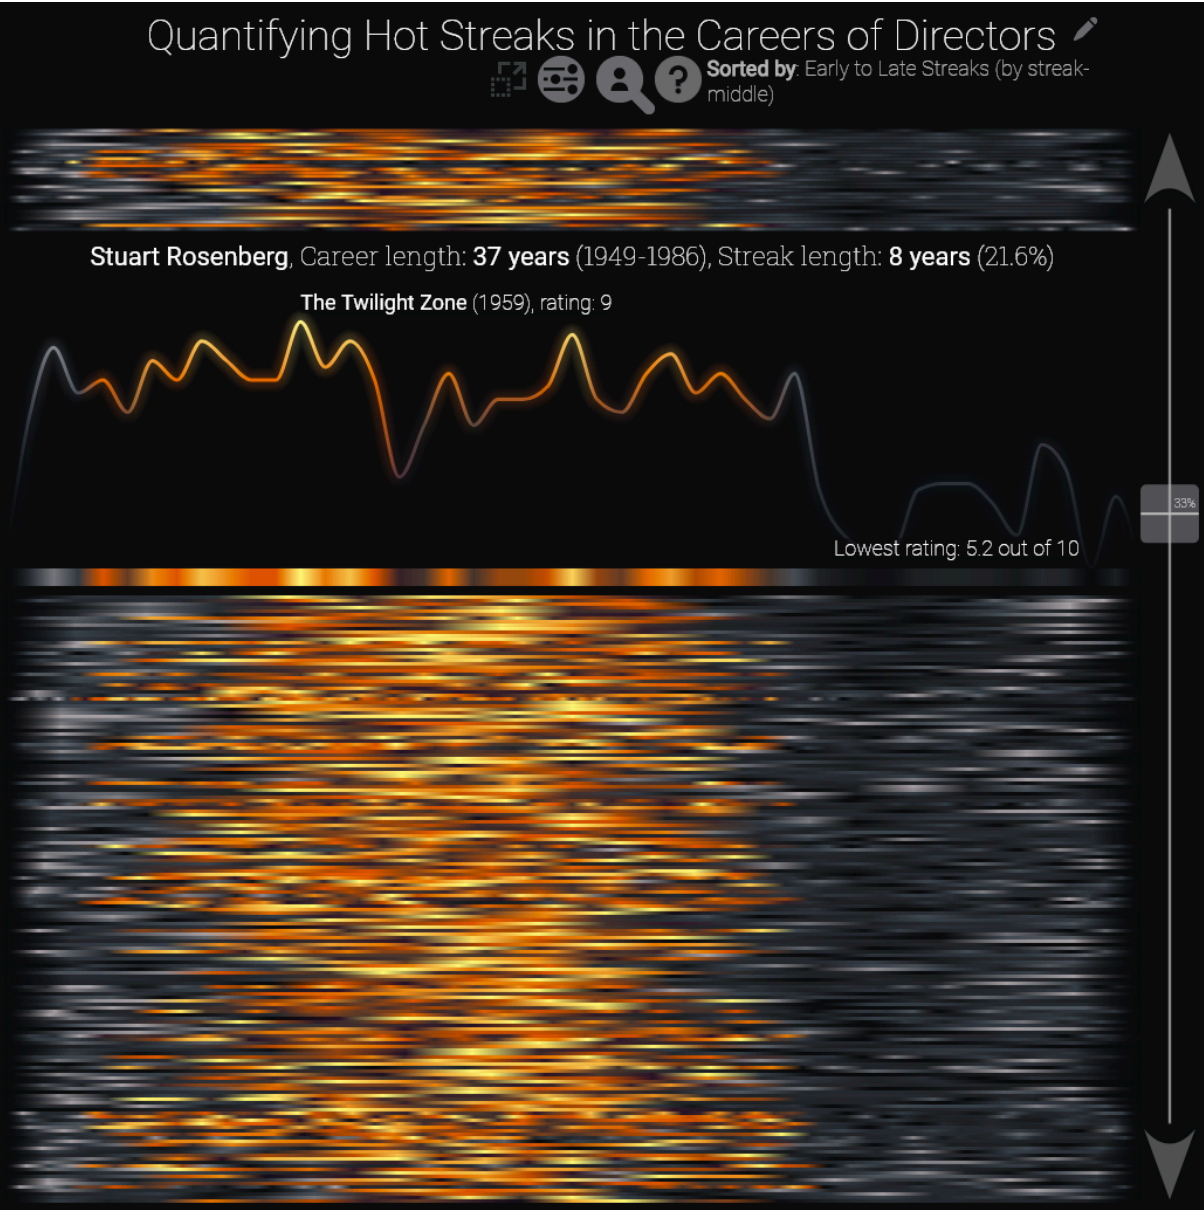 Quantifying Hot Streaks in the Careers of Directors
Sorted by: Early to Late Streaks (by streak-
middle)
Stuart Rosenberg, Career length: 37 years (1949-1986), Streak length: 8 years (21.6%)
The Twilight Zone (1959), rating: 9
33%
Lowest rating: 5.2 out of 10